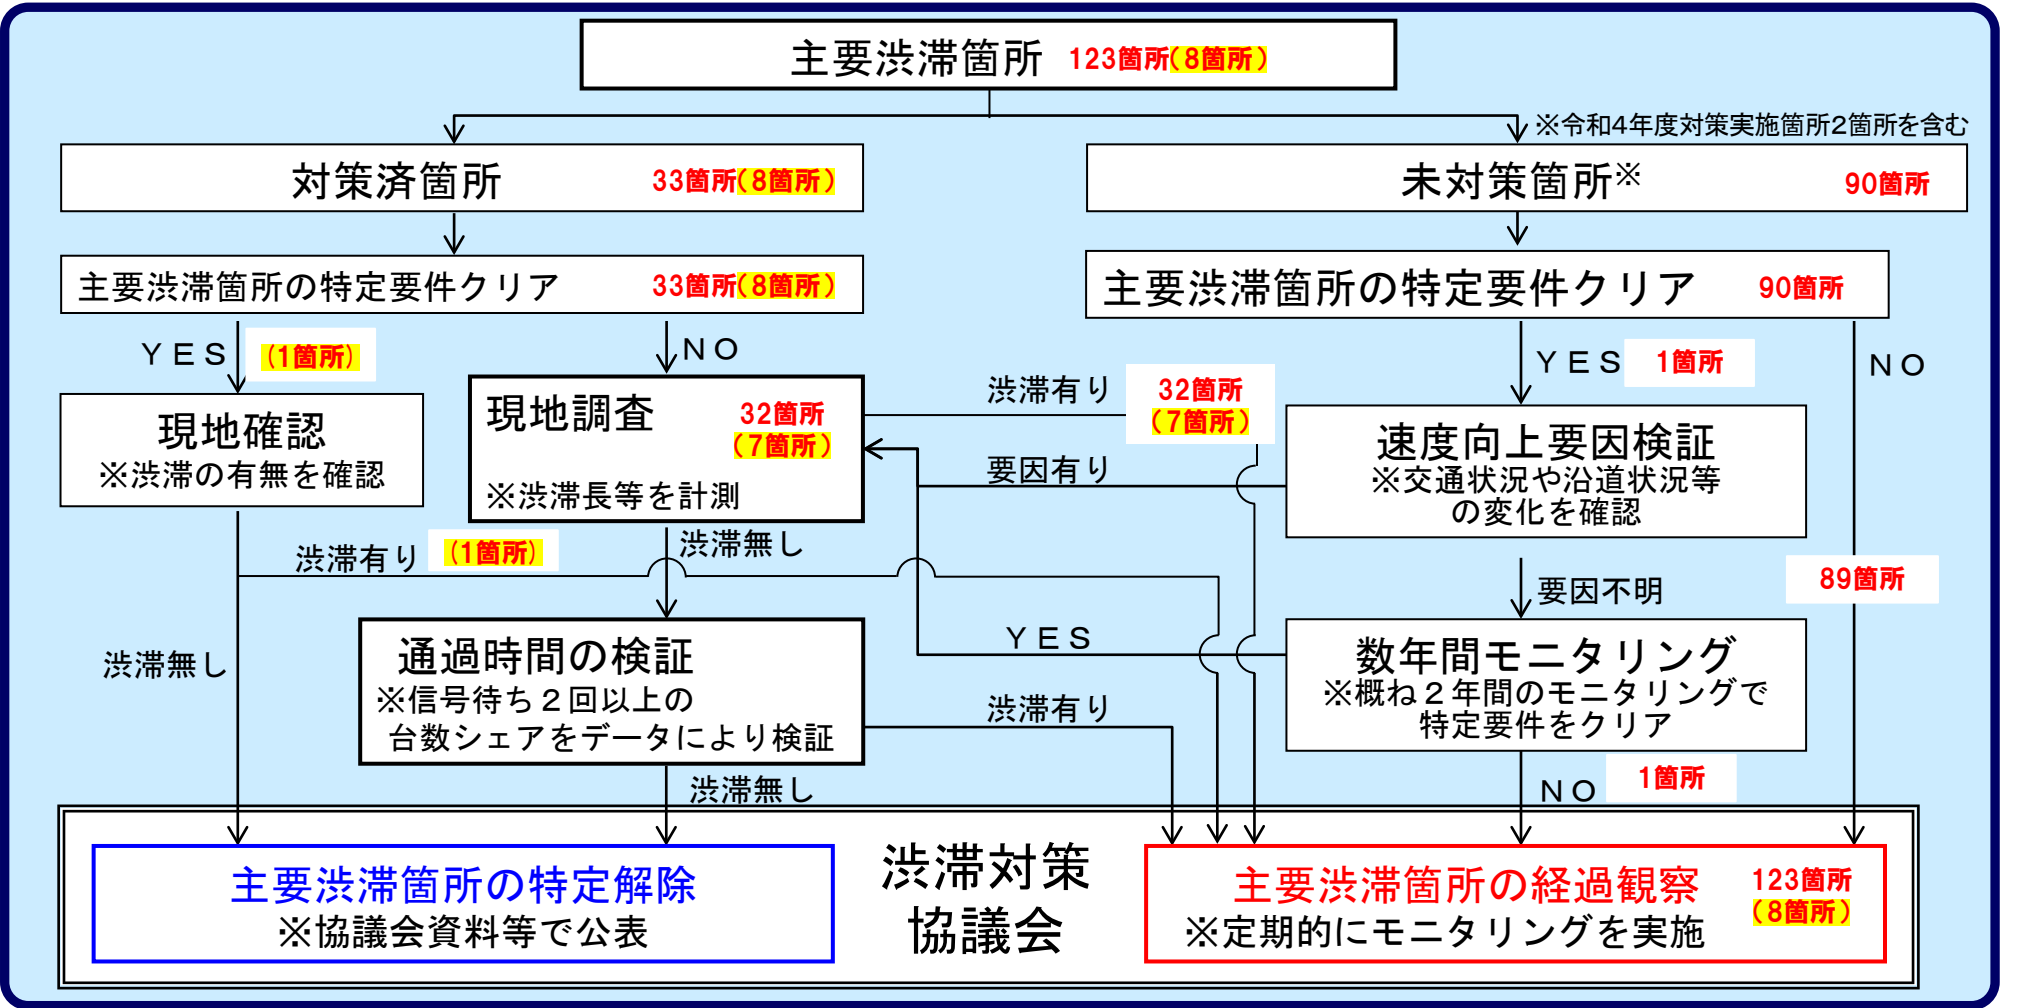 主要渋滞箇所 123箇所(8箇所)
※令和4年度対策実施箇所2箇所を含む
対策済箇所 33箇所(8箇所)
未対策箇所※ 90箇所
主要渋滞箇所の特定要件クリア 33箇所(8箇所)
主要渋滞箇所の特定要件クリア 90箇所
ＹＥＳ (1箇所)
ＮＯ
ＹＥＳ 1箇所
ＮＯ
現地確認
※渋滞の有無を確認
現地調査 32箇所
(7箇所)
※渋滞長等を計測
渋滞有り 32箇所
(7箇所)
要因有り
速度向上要因検証
※交通状況や沿道状況等
の変化を確認
渋滞有り (1箇所)
渋滞無し
要因不明
89箇所
渋滞無し
通過時間の検証
※信号待ち２回以上の
台数シェアをデータにより検証
ＹＥＳ
渋滞有り
数年間モニタリング
※概ね２年間のモニタリングで
特定要件をクリア
渋滞無し
ＮＯ 1箇所
主要渋滞箇所の特定解除
※協議会資料等で公表
渋滞対策
協議会
主要渋滞箇所の経過観察 123箇所
(8箇所)
※定期的にモニタリングを実施